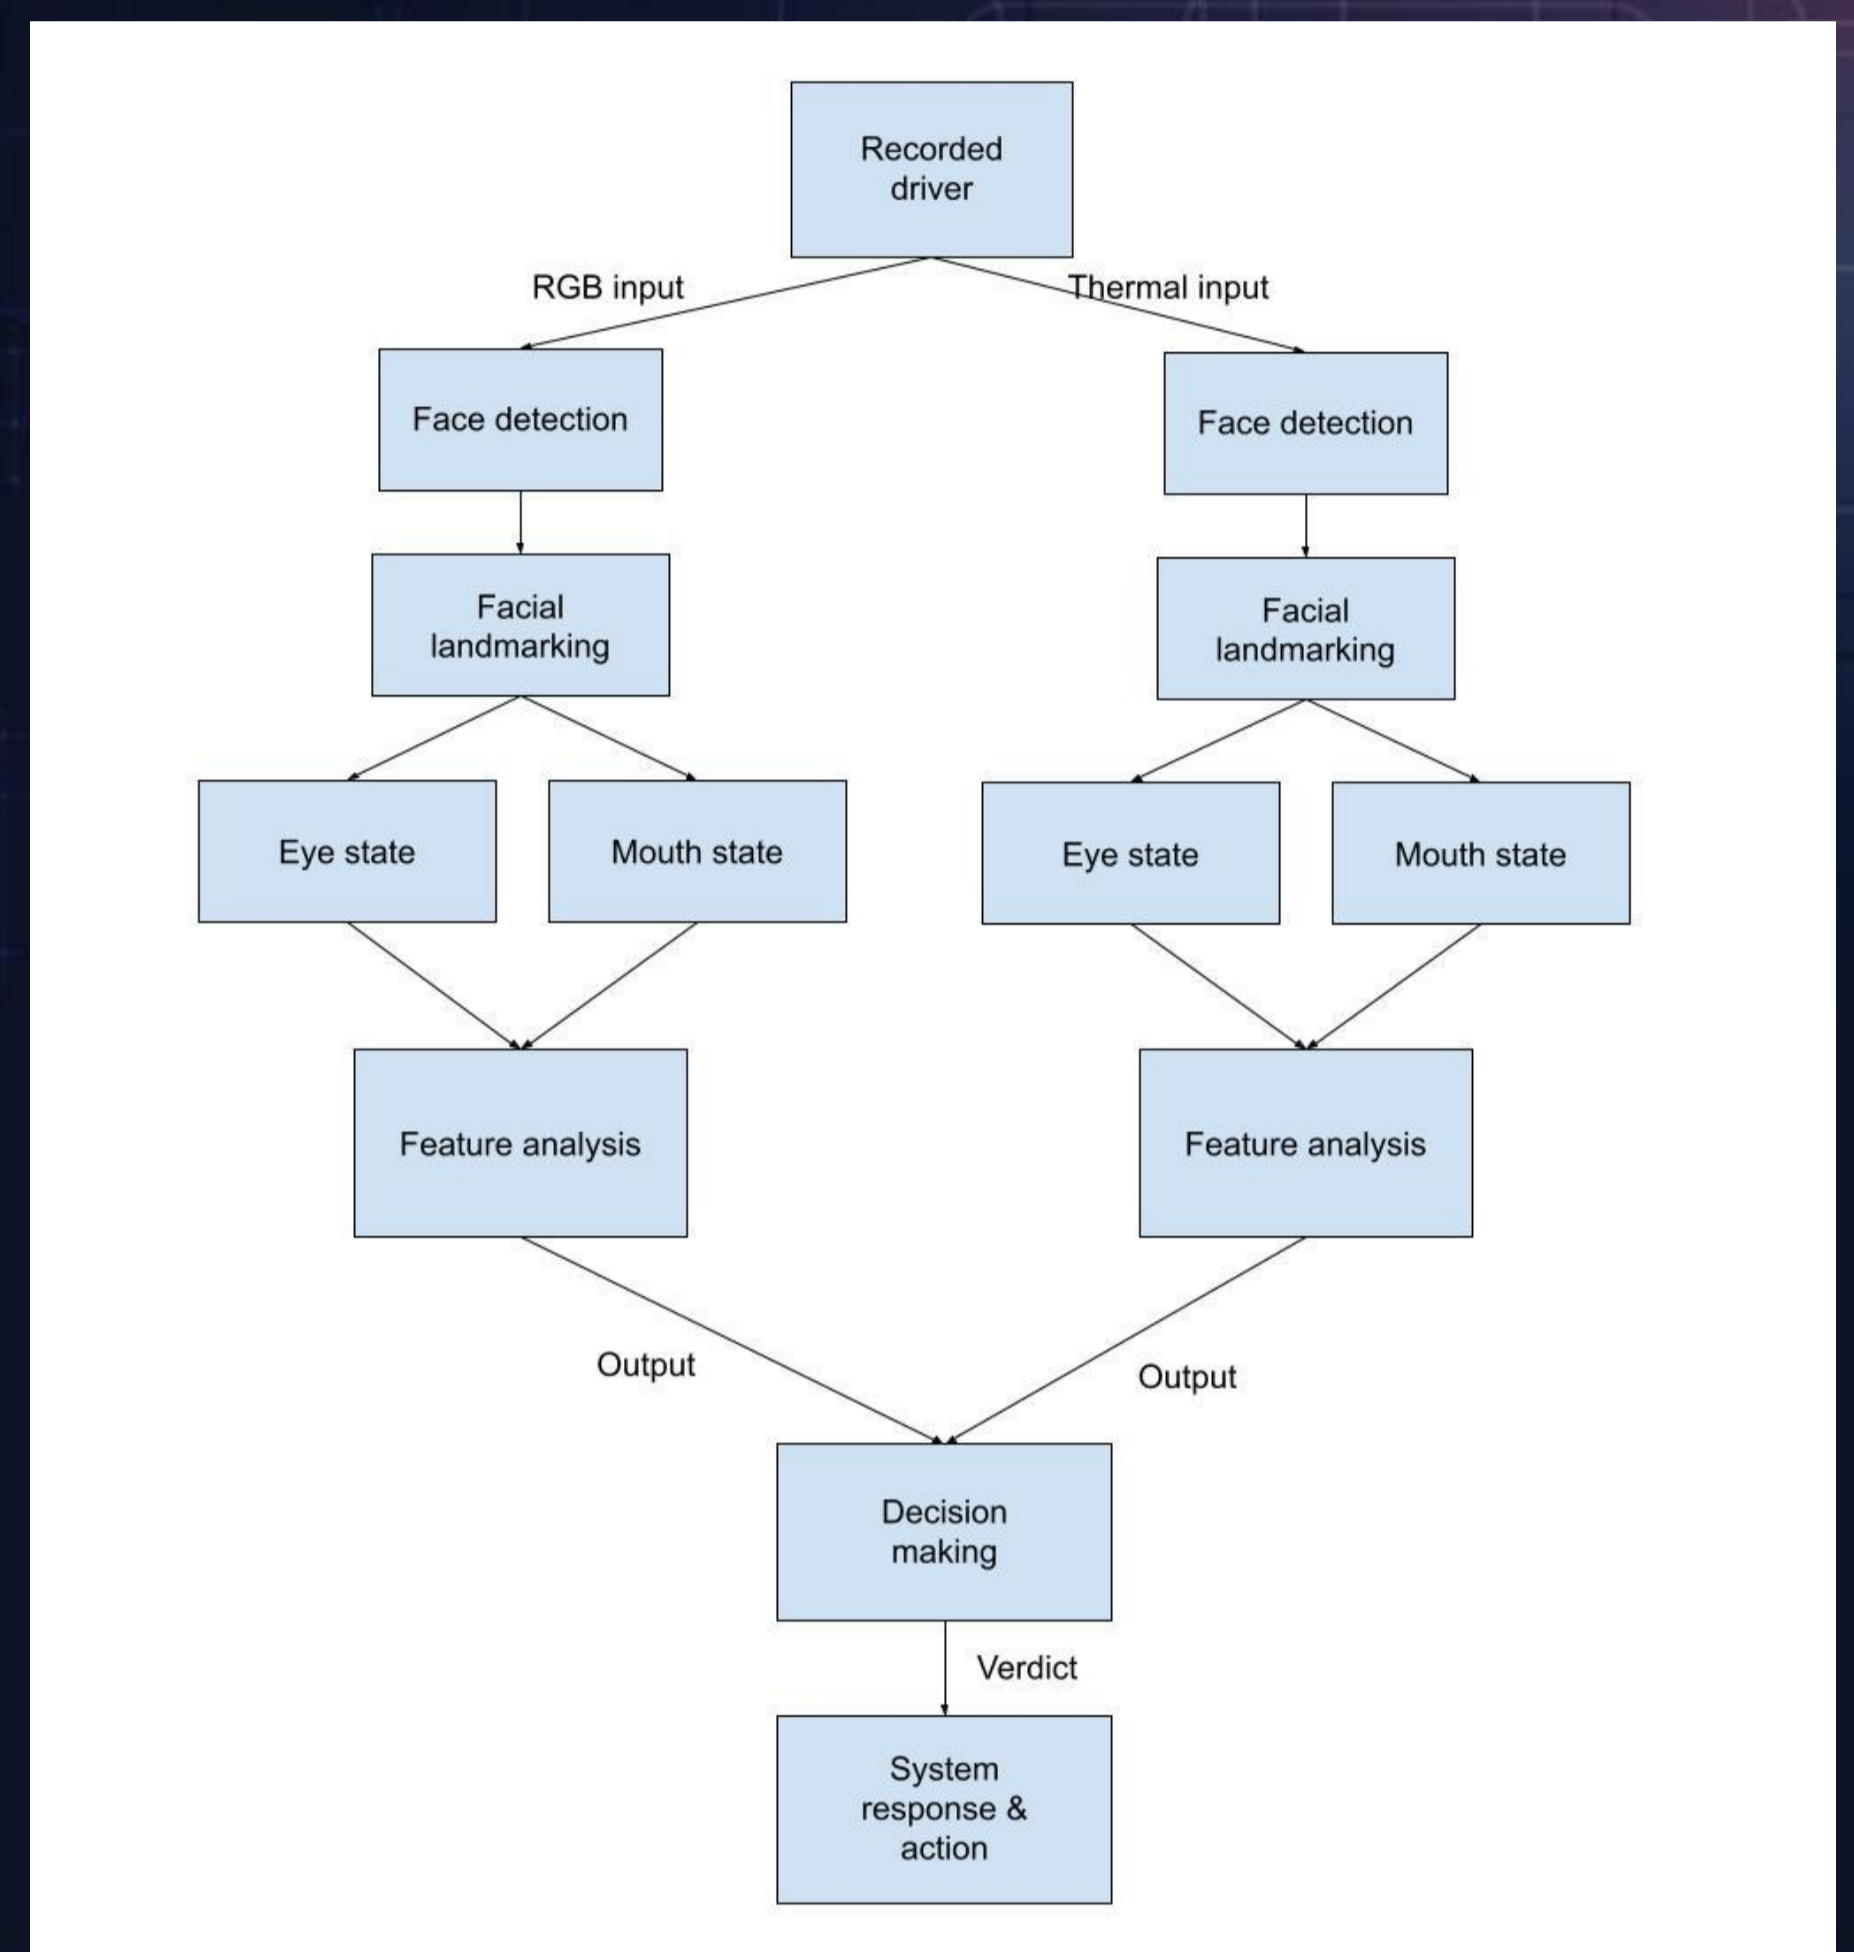 Recorded
driver
RGB input
Thermal input
Face detection
Face detection
Facial
landmarking
Facial
landmarking
Eye state
Mouth state
Eye state
Mouth state
Feature analysis
Feature analysis
Output
Output
Decision
making
Verdict
System
response &
action